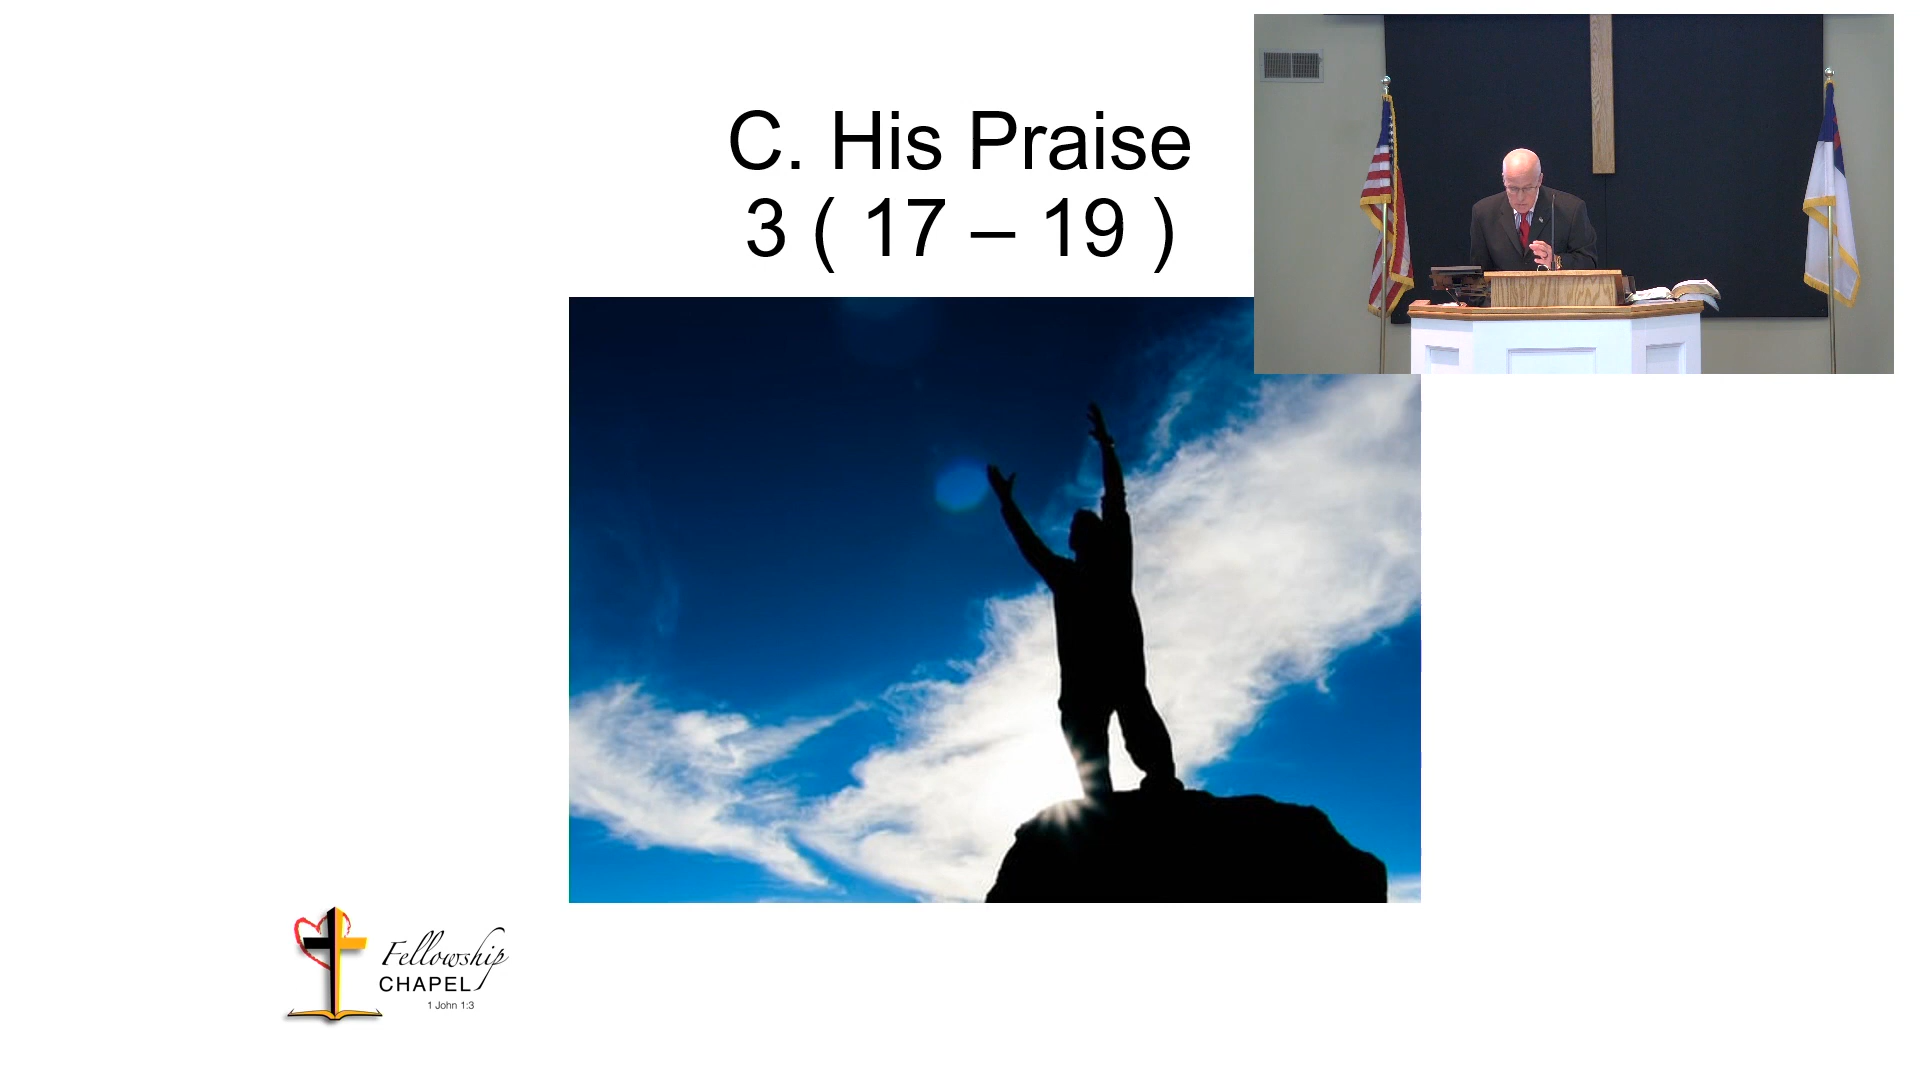 C. His Praise
3 ( 17 – 19 )
Fellowship
CHAPEL
1 John 1:3